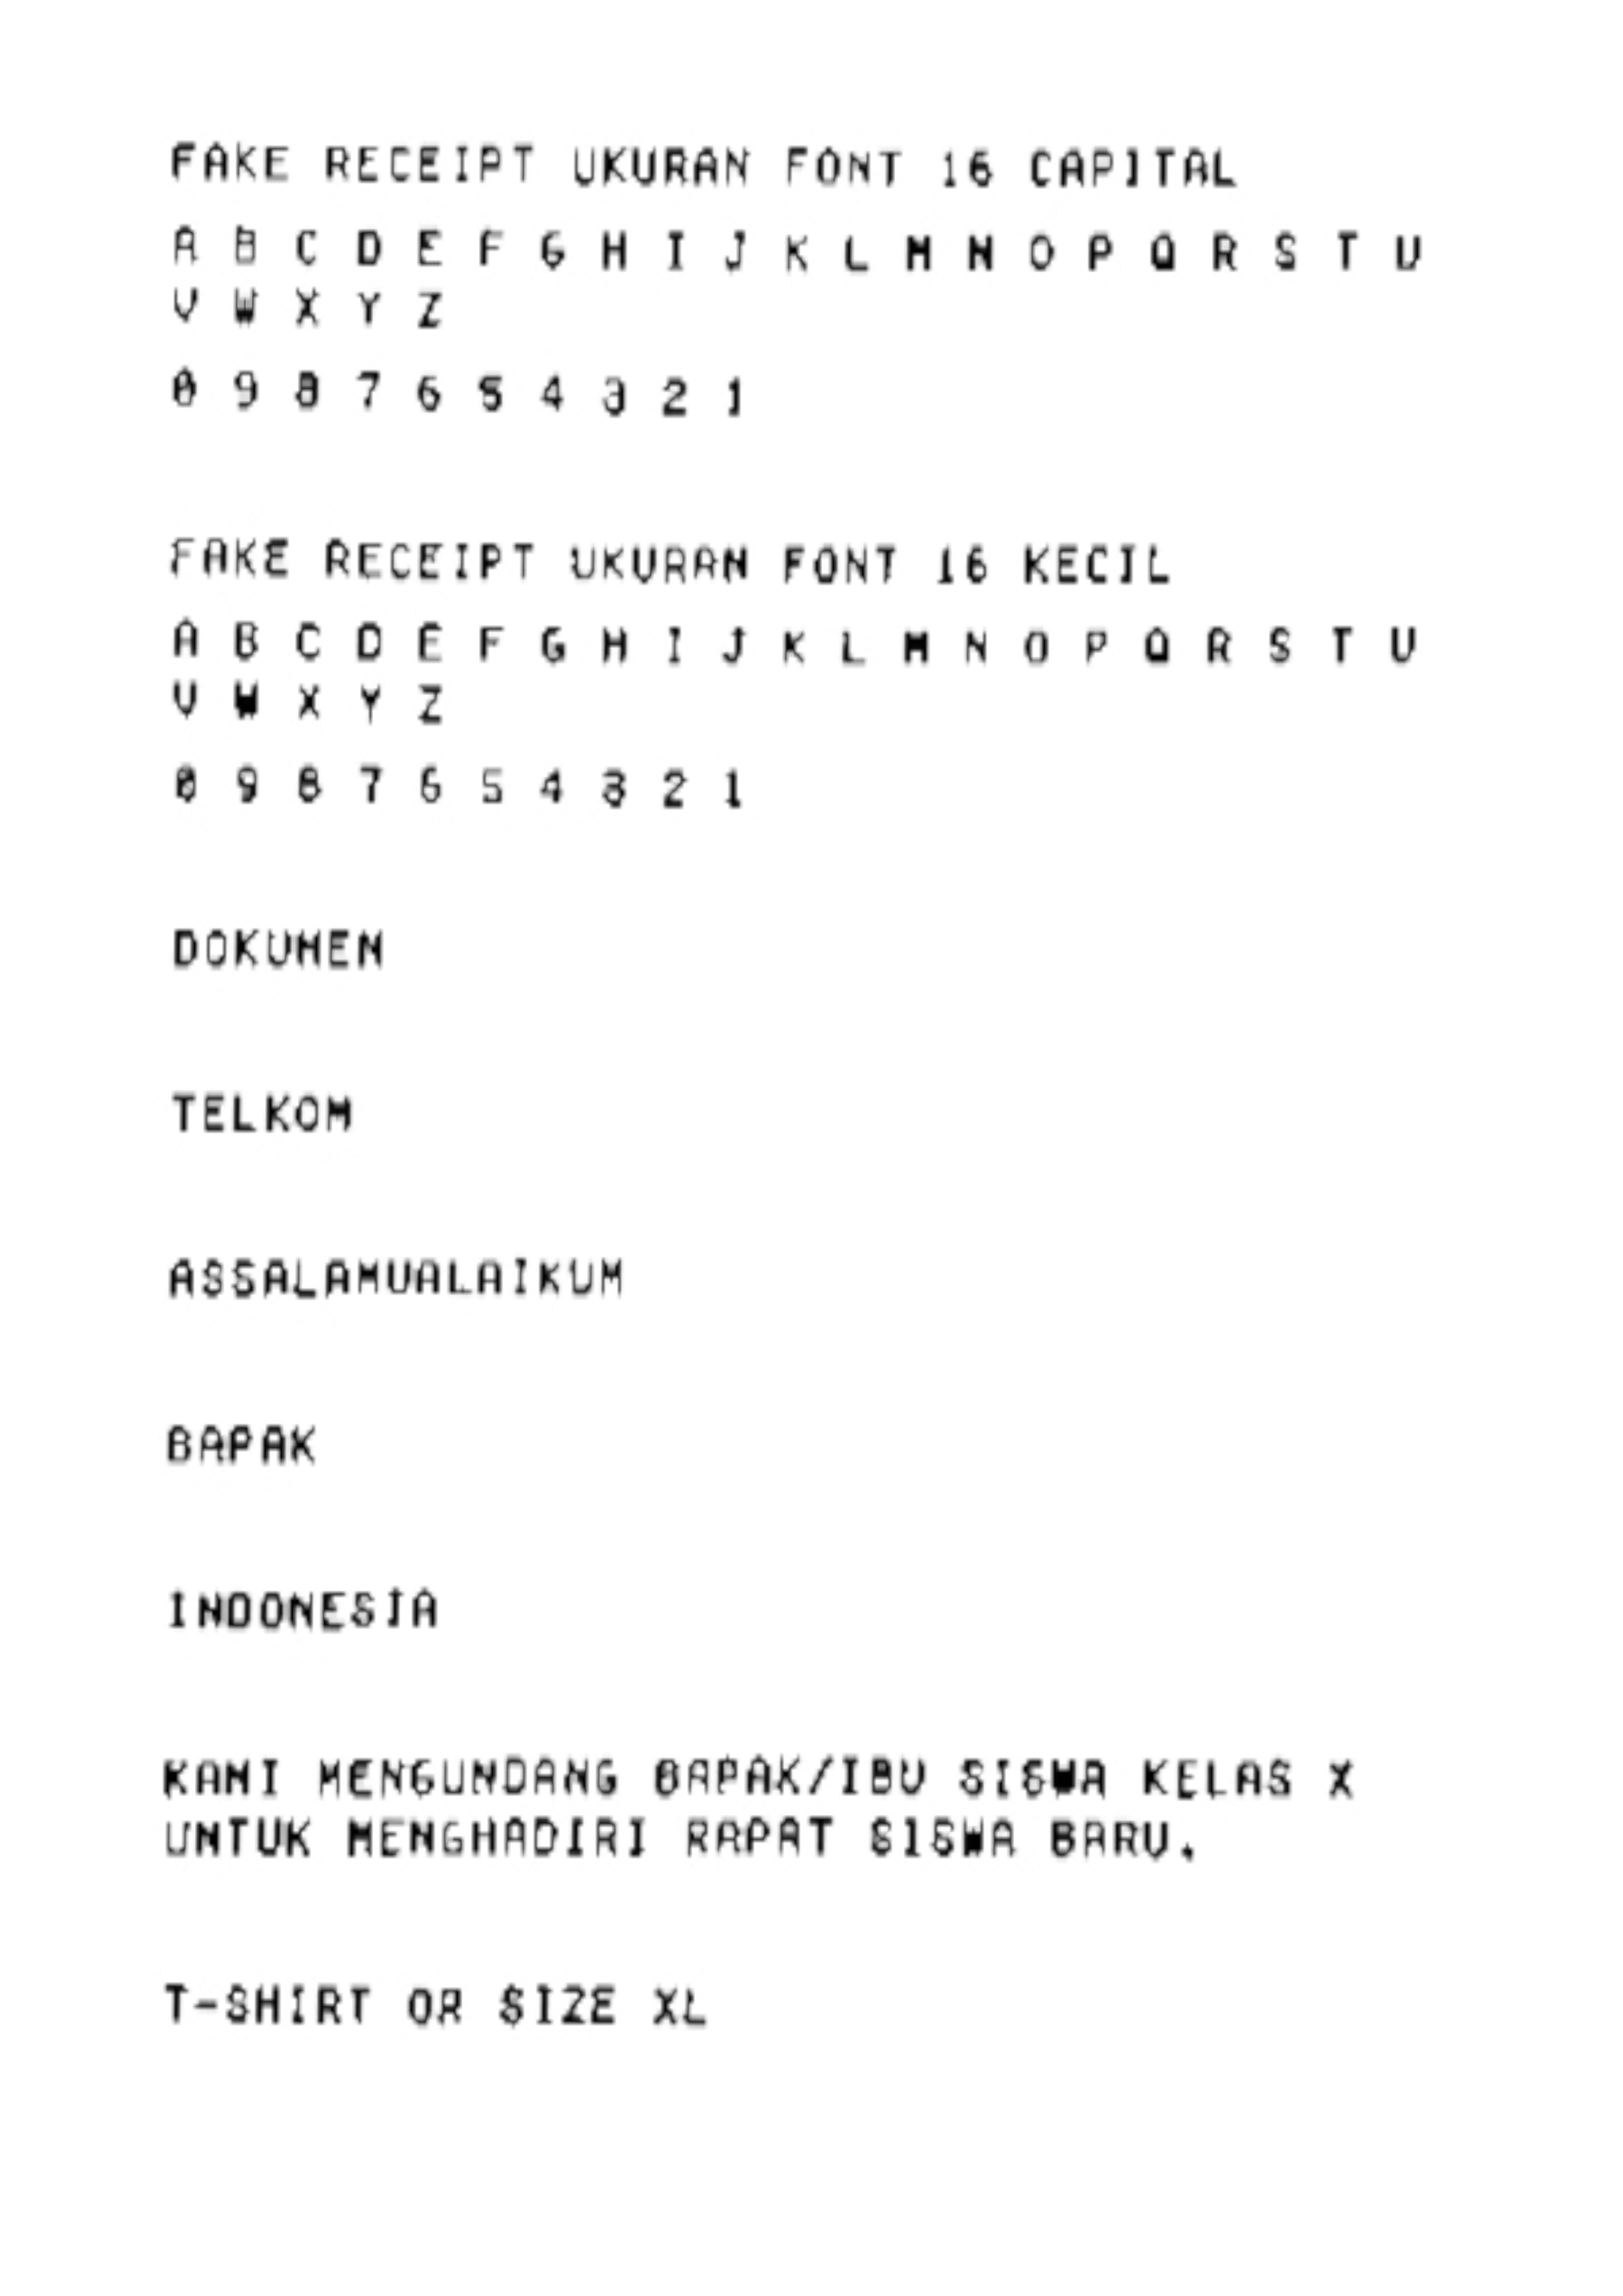 FAKE RECEIPT UKURAN FONT 16 CAPITAL
A B C D E F G H I J K L M N O P Q R S T U
V W X Y Z
0 9 8 7 6 5 4 3 2 1
FAKE RECEIPT UKURAN FONT 16 KECIL
A B C D E F G H I J K L M N O P Q R S T U
V W X Y Z
0 9 8 7 6 5 4 3 2 1
DOKUMEN
TELKOM
ASSALAMUALAIKUM
BAPAK
INDONESIA
KAMI MENGUNDANG BAPAK/IBU SISWA KELAS X
UNTUK MENGHADIRI RAPAT SISWA BARU.
T-SHIRT OR SIZE XL